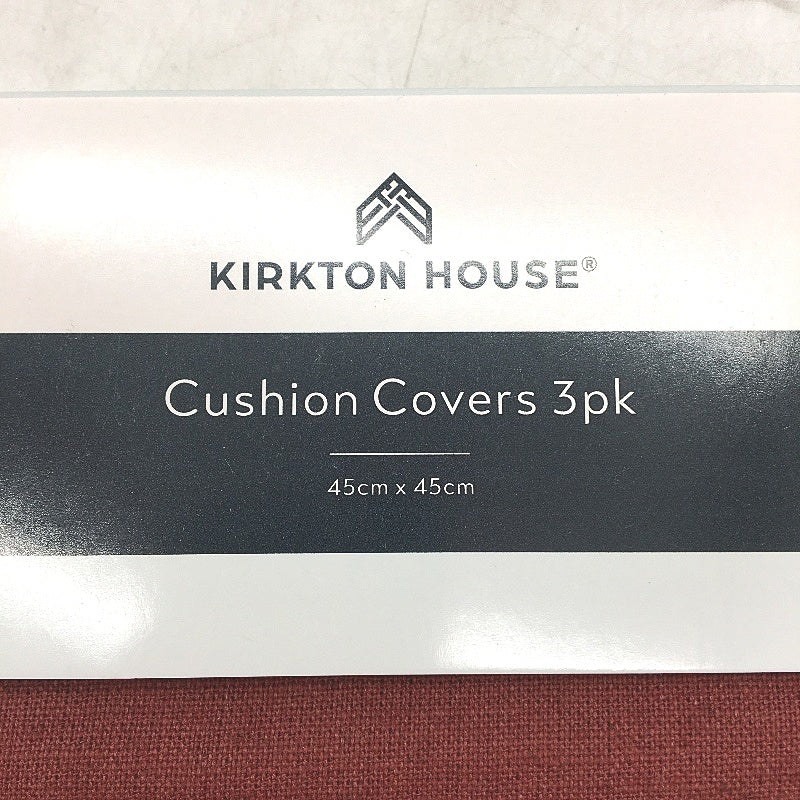 KIRKTON HOUSE®
Cushion Covers 3pk
45cm x 45cm